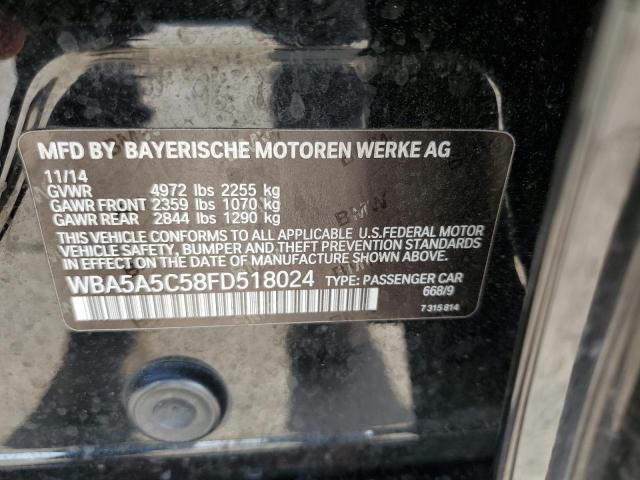 MFD BY BAYERISCHE MOTOREN WERKE AG
11/14
GVWR 4972 lbs 2255 kg
GAWR FRONT 2359 lbs 1070 kg
GAWR REAR 2844 lbs 1290 kg
THIS VEHICLE CONFORMS TO ALL APPLICABLE U.S.FEDERAL MOTOR
VEHICLE SAFETY, BUMPER AND THEFT PREVENTION STANDARDS
IN EFFECT ON THE DATE OF MANUFACTURE SHOWN ABOVE.
WBA5A5C58FD518024 TYPE: PASSENGER CAR
668/9
7 315 814